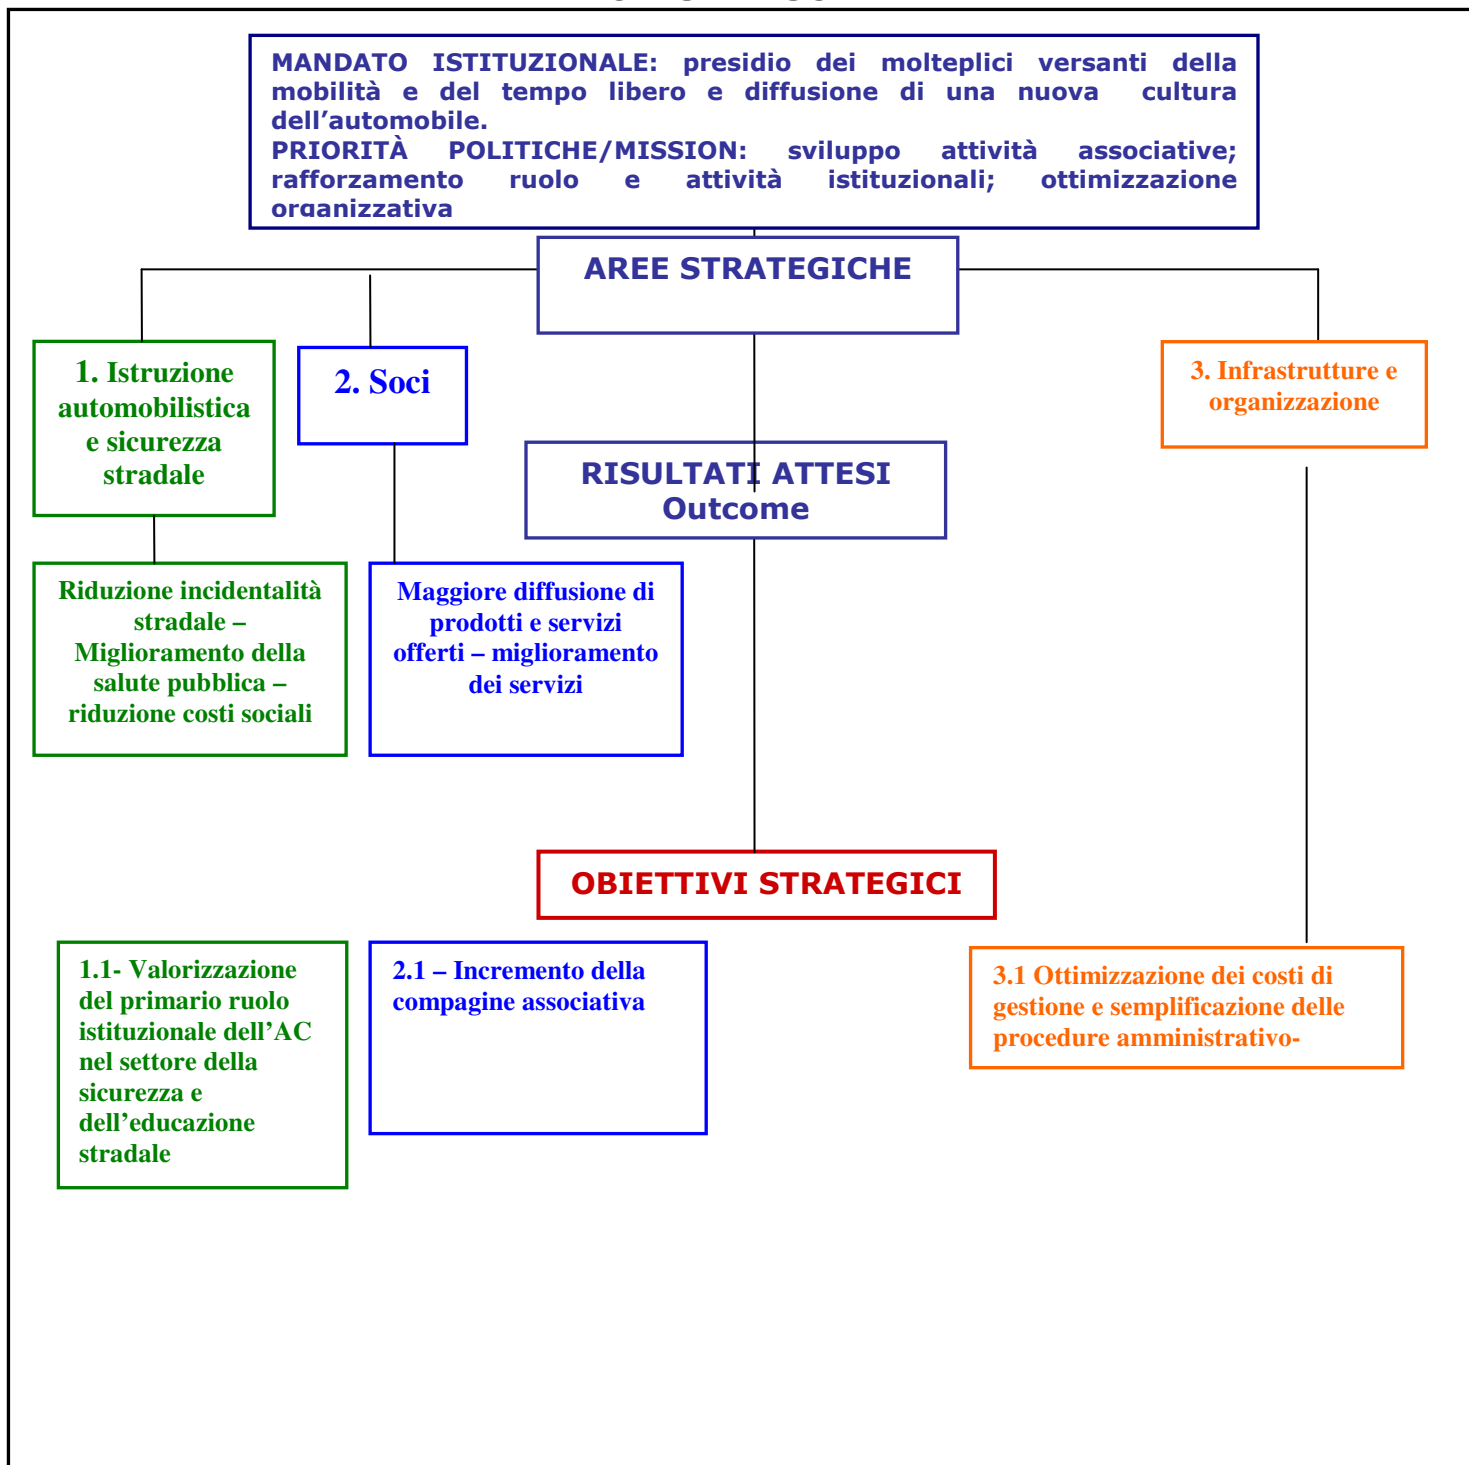 MANDATO ISTITUZIONALE: presidio dei molteplici versanti della
mobilità e del tempo libero e diffusione di una nuova cultura
dell’automobile.
PRIORITÀ POLITICHE/MISSION: sviluppo attività associative;
rafforzamento ruolo e attività istituzionali; ottimizzazione
organizzativa
AREE STRATEGICHE
1. Istruzione
automobilistica
e sicurezza
stradale
2. Soci
3. Infrastrutture e
organizzazione
RISULTATI ATTESI
Outcome
Riduzione incidentalità
stradale –
Miglioramento della
salute pubblica –
riduzione costi sociali
Maggiore diffusione di
prodotti e servizi
offerti – miglioramento
dei servizi
OBIETTIVI STRATEGICI
1.1- Valorizzazione
del primario ruolo
istituzionale dell’AC
nel settore della
sicurezza e
dell’educazione
stradale
2.1 – Incremento della
compagine associativa
3.1 Ottimizzazione dei costi di
gestione e semplificazione delle
procedure amministrativo-